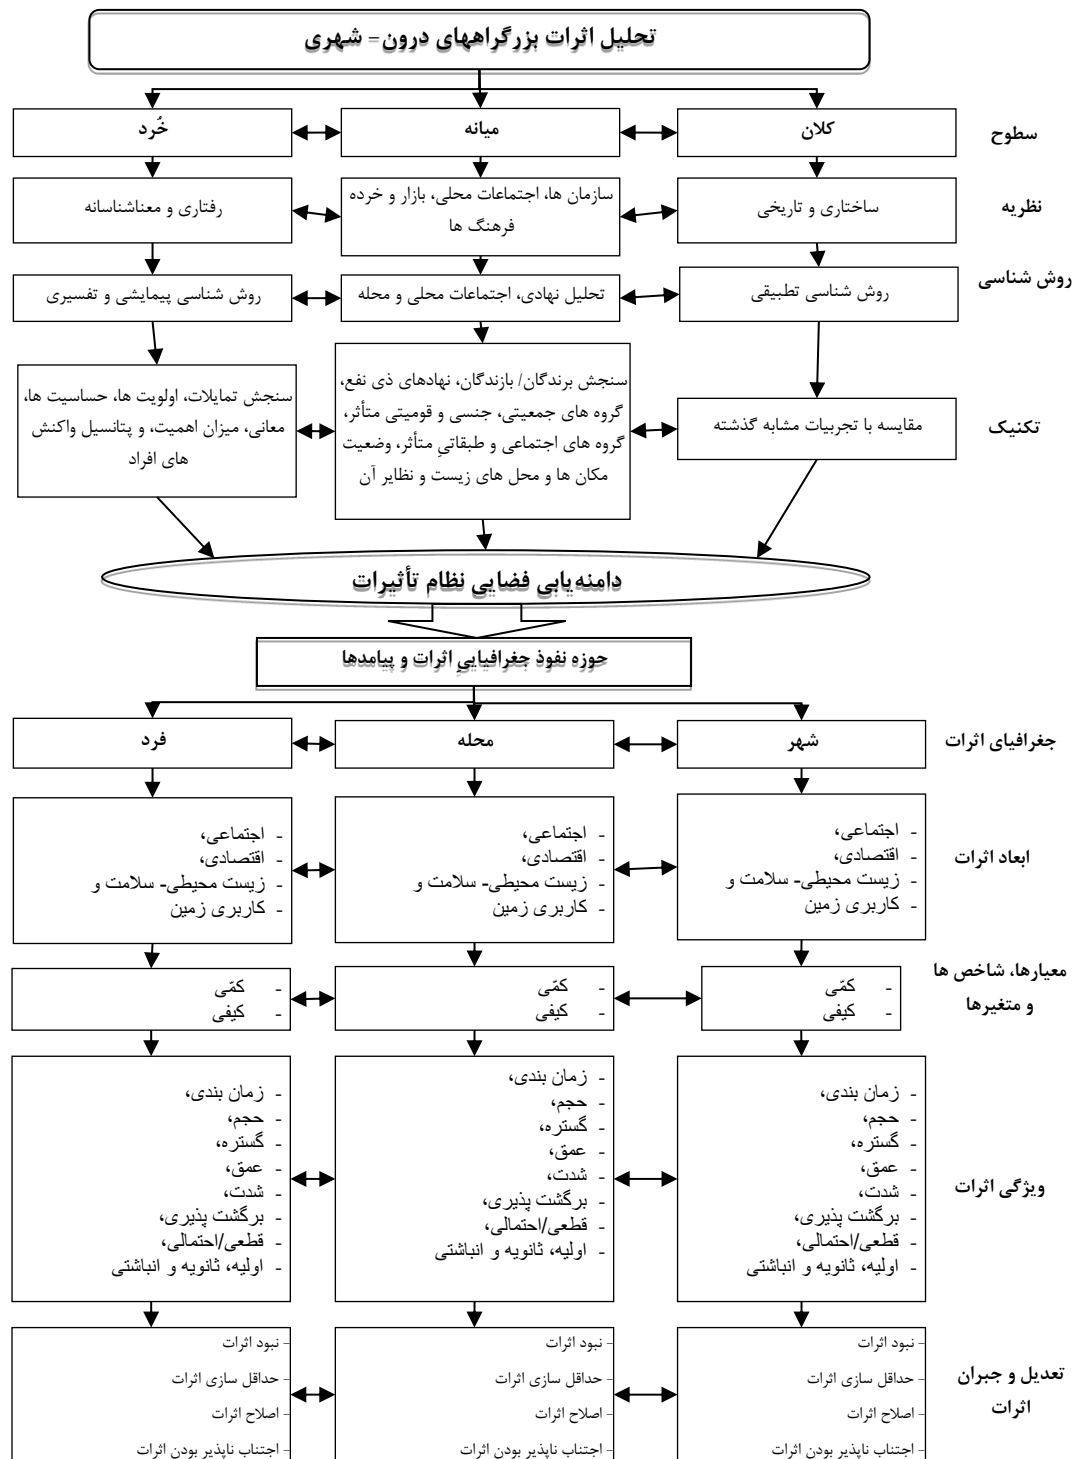 تحلیل اثرات بزرگراههای درون- شهری
سطوح
کلان
میانه
خُرد
نظریه
ساختاری و تاریخی
سازمان ها، اجتماعات محلی، بازار و خرده
فرهنگ ها
رفتاری و معناشناسانه
روش شناسی
روش شناسی تطبیقی
تحلیل نهادی، اجتماعات محلی و محله
روش شناسی پیمایشی و تفسیری
تکنیک
مقایسه با تجربیات مشابه گذشته
سنجش برندگان/ بازندگان، نهادهای ذی نفع،
گروه های جمعیتی، جنسی و قومیتی متأثر،
گروه های اجتماعی و طبقاتیِ متأثر، وضعیت
مکان ها و محل های زیست و نظایر آن
سنجش تمایلات، اولویت ها، حساسیت ها،
معانی، میزان اهمیت، و پتانسیل واکنش
های افراد
دامنه‌یابی فضایی نظام تأثیرات
حوزه نفوذ جغرافیاییِ اثرات و پیامدها
جغرافیای اثرات
شهر
محله
فرد
ابعاد اثرات
- اجتماعی،
- اقتصادی،
- زیست محیطی- سلامت و
- کاربری زمین
- اجتماعی،
- اقتصادی،
- زیست محیطی- سلامت و
- کاربری زمین
- اجتماعی،
- اقتصادی،
- زیست محیطی- سلامت و
- کاربری زمین
معیارها، شاخص ها
و متغیرها
- کمّی
- کیفی
- کمّی
- کیفی
- کمّی
- کیفی
ویژگی اثرات
- زمان بندی،
- حجم،
- گستره،
- عمق،
- شدت،
- برگشت پذیری،
- قطعی/احتمالی،
- اولیه، ثانویه و انباشتی
- زمان بندی،
- حجم،
- گستره،
- عمق،
- شدت،
- برگشت پذیری،
- قطعی/احتمالی،
- اولیه، ثانویه و انباشتی
- زمان بندی،
- حجم،
- گستره،
- عمق،
- شدت،
- برگشت پذیری،
- قطعی/احتمالی،
- اولیه، ثانویه و انباشتی
تعدیل و جبران
اثرات
- نبود اثرات
- حداقل سازی اثرات
- اصلاح اثرات
- اجتناب ناپذیر بودن اثرات
- نبود اثرات
- حداقل سازی اثرات
- اصلاح اثرات
- اجتناب ناپذیر بودن اثرات
- نبود اثرات
- حداقل سازی اثرات
- اصلاح اثرات
- اجتناب ناپذیر بودن اثرات